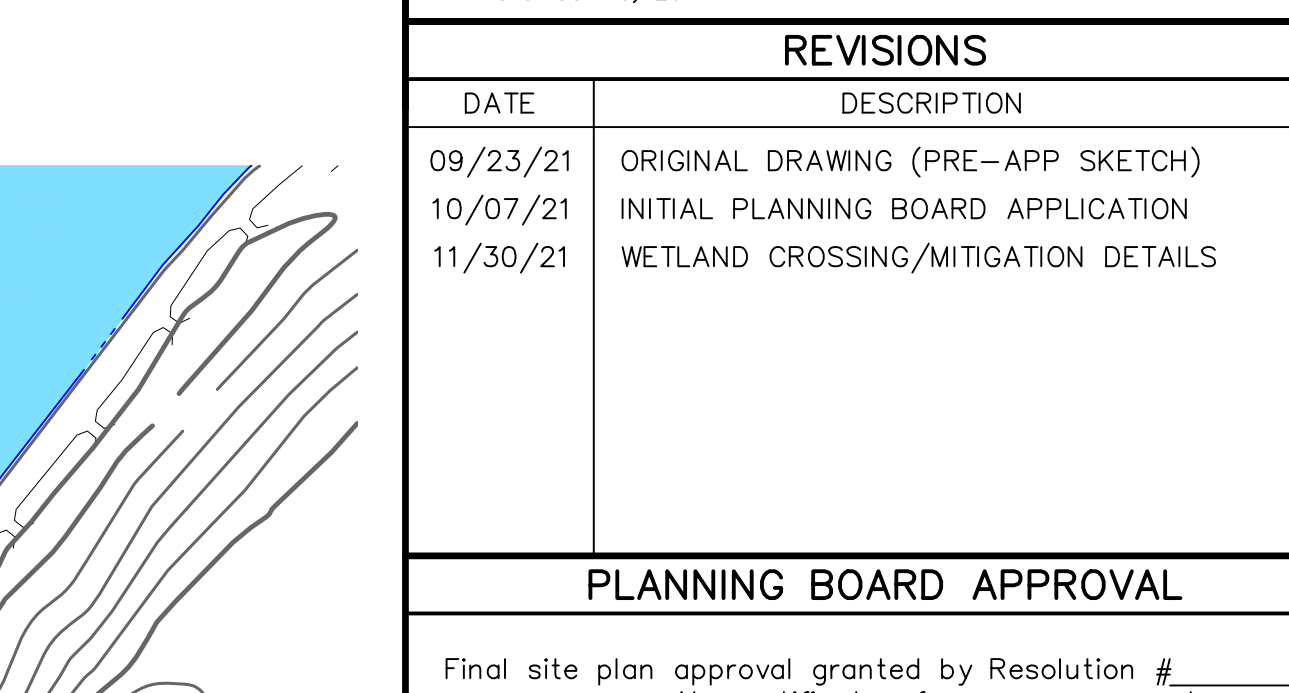 REVISIONS
DATE DESCRIPTION
09/23/21 ORIGINAL DRAWING (PRE-APP SKETCH)
10/07/21 INITIAL PLANNING BOARD APPLICATION
11/30/21 WETLAND CROSSING/MITIGATION DETAILS
PLANNING BOARD APPROVAL
Final site plan approval granted by Resolution #